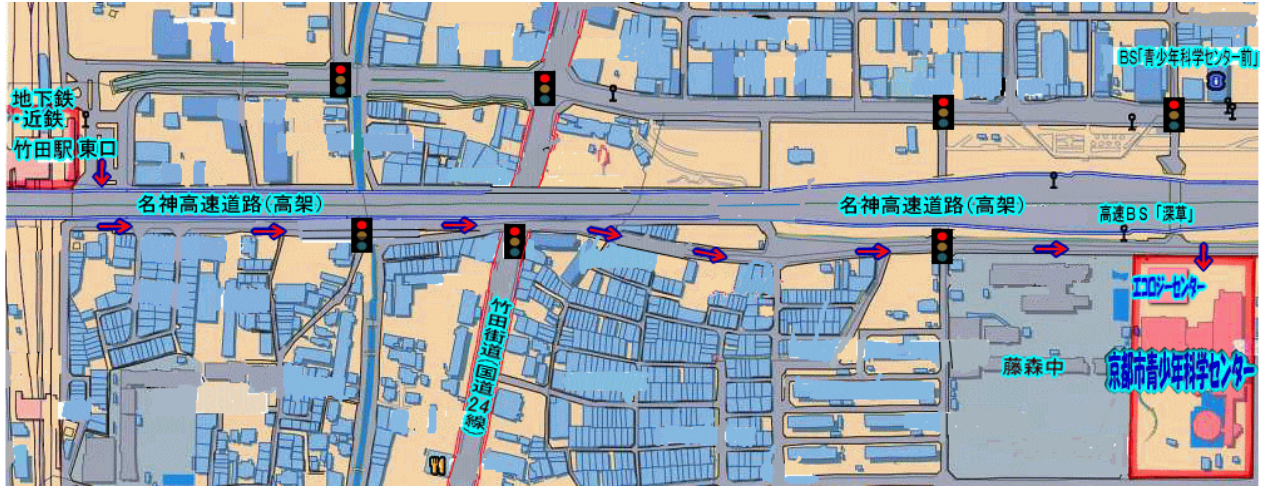 BS「青少年科学センター前」
地下鉄
・近鉄
竹田駅 東口
名神高速道路(高架)
名神高速道路(高架)
高速BS「深草」
エコロジーセンター
竹田街道(国道24線)
藤森中
京都市青少年科学センター